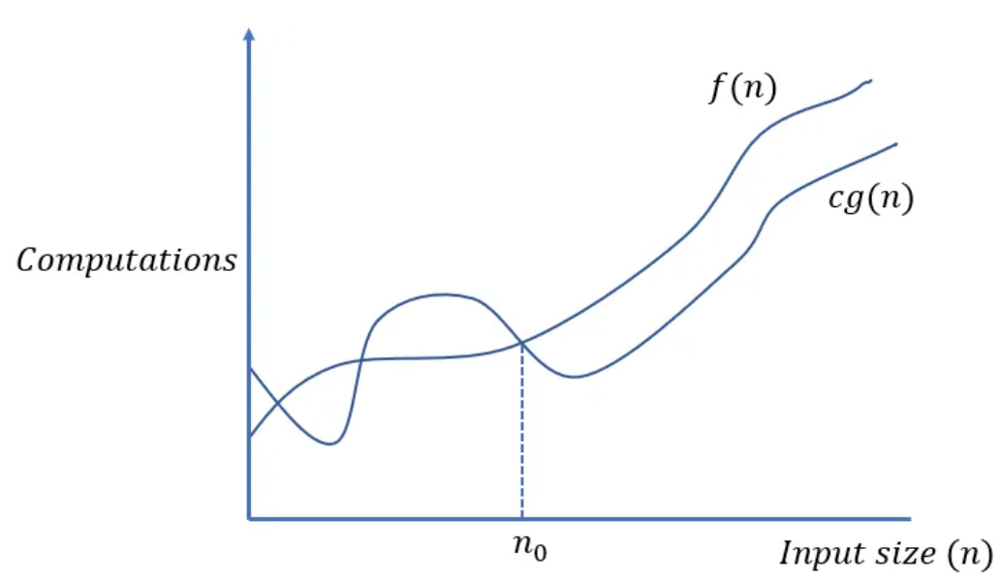 f(n)
cg(n)
Computations
n₀
Input size (n)